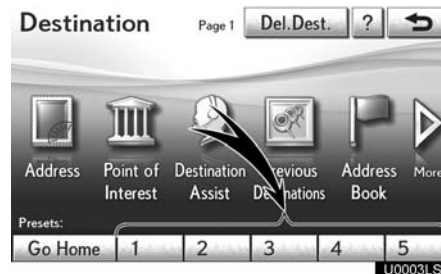 Destination Page 1 Del.Dest. ?
Address Point of Interest Destination Assist Address Book More
Presets:
Go Home 1 2 3 4 5
U0003LS